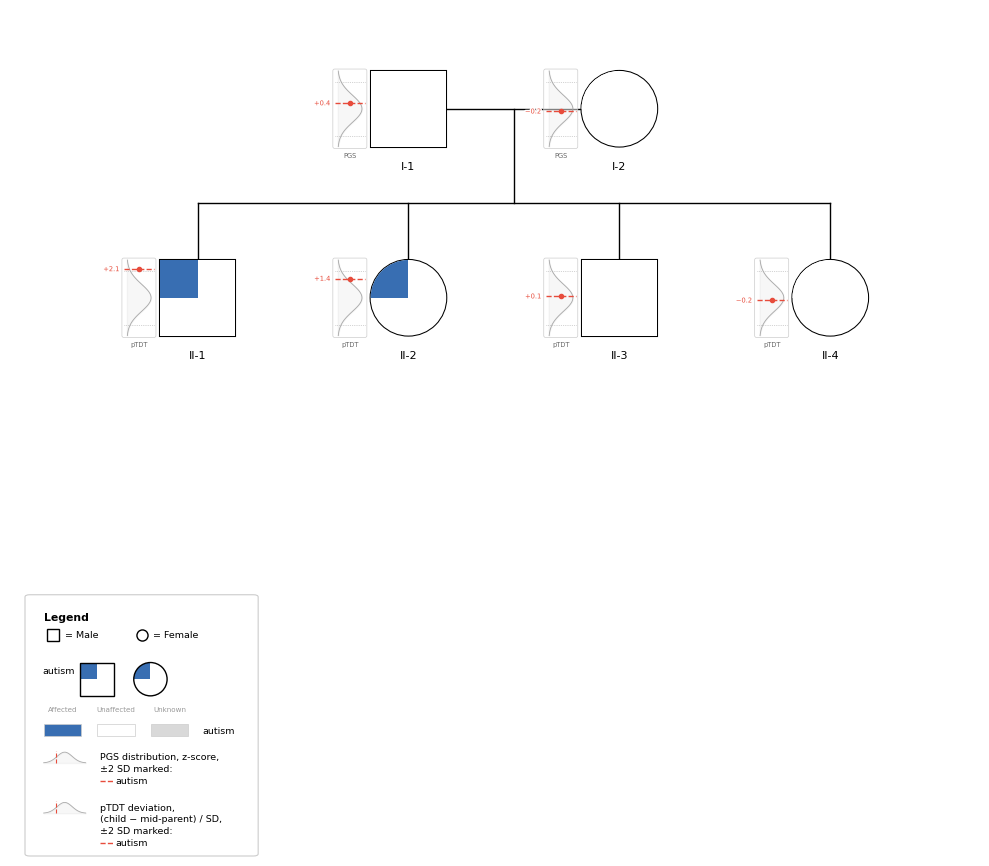 +0.4
−0.2
PGS
PGS
I-1
I-2
+2.1
+1.4
+0.1
−0.2
pTDT
pTDT
pTDT
pTDT
II-1
II-2
II-3
II-4
Legend
= Male
= Female
autism
Affected
Unaffected
Unknown
autism
PGS distribution, z-score,
±2 SD marked:
autism
pTDT deviation,
(child − mid-parent) / SD,
±2 SD marked:
autism